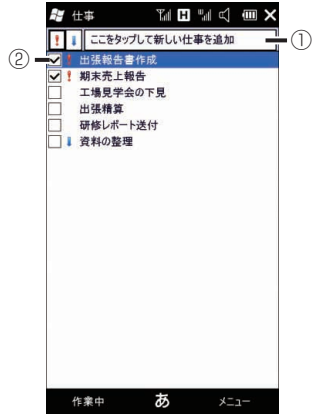 仕事
H
! ↓ ここをタップして新しい仕事を追加
①
②
! 出張報告書作成
! 期末売上報告
工場見学会の下見
出張精算
研修レポート送付
↓ 資料の整理
作業中 あ メニュー